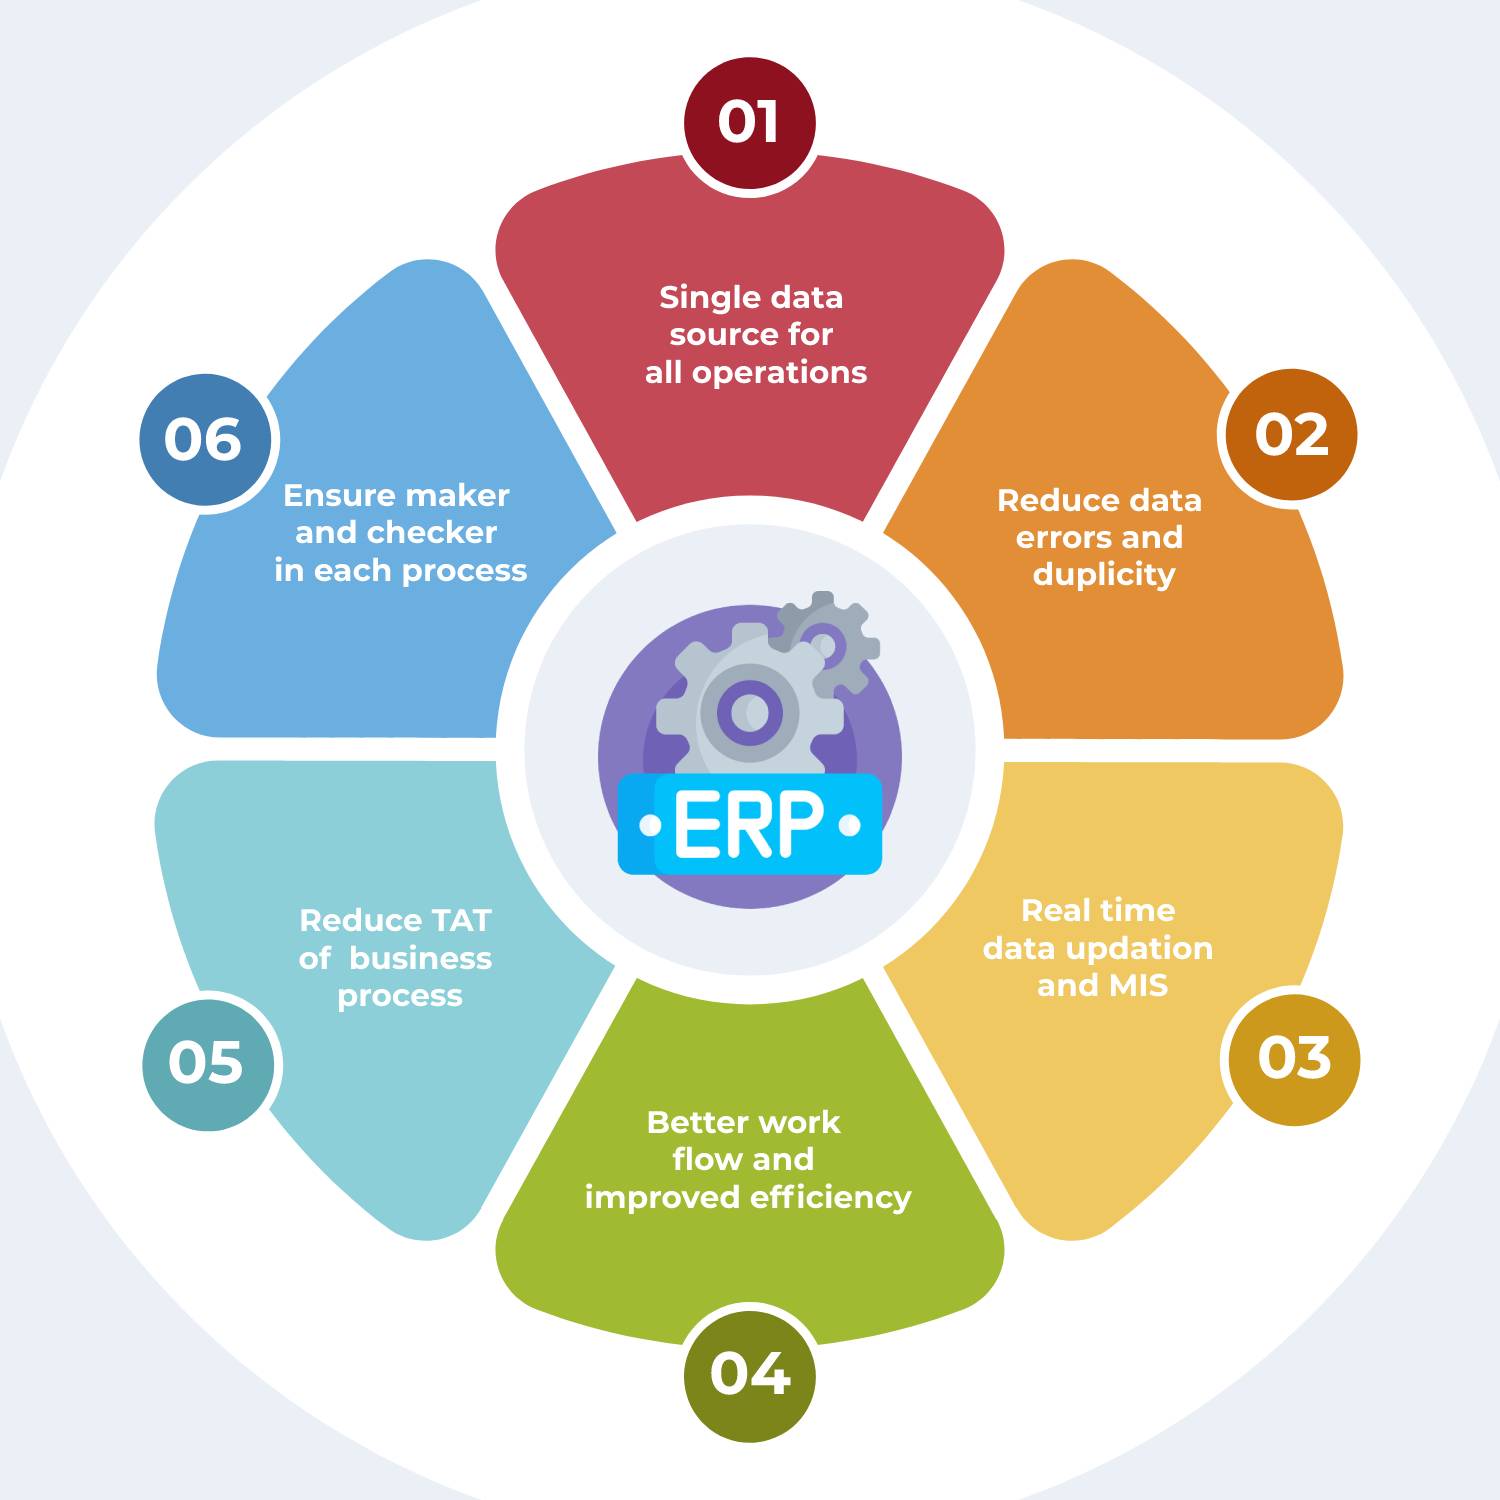 01
Single data
source for
all operations
02
Reduce data
errors and
duplicity
03
Real time
data updation
and MIS
04
Better work
flow and
improved efficiency
05
Reduce TAT
of  business
process
06
Ensure maker
and checker
in each process
ERP